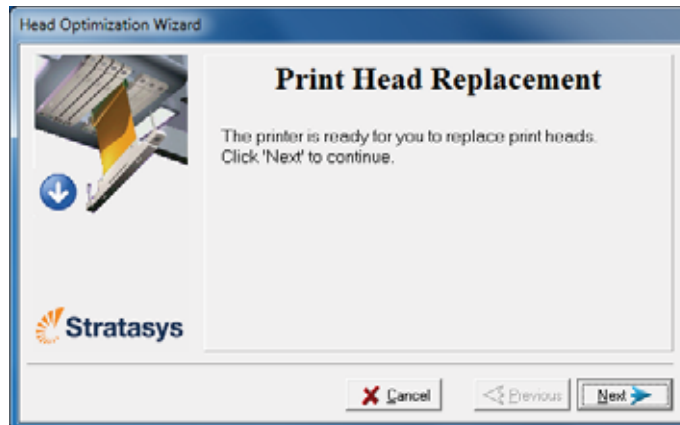 Head Optimization Wizard
Print Head Replacement
The printer is ready for you to replace print heads.
Click 'Next' to continue.
Stratasys
Cancel
Previous
Next